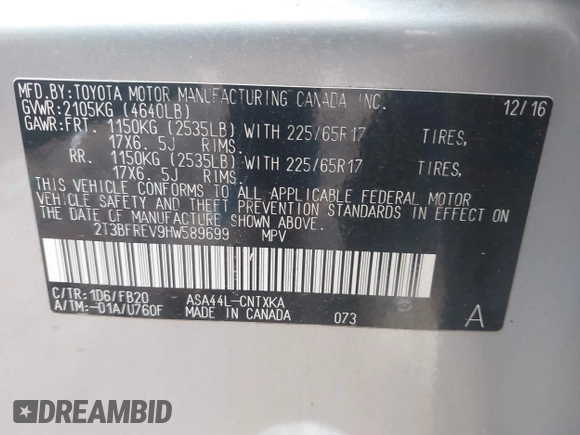 MFD.BY:TOYOTA MOTOR MANUFACTURING CANADA INC.
GVWR:2105KG (4640LB) 12/16
GAWR:FRT. 1150KG (2535LB) WITH 225/65R17 TIRES,
17X6.5J RIMS.
RR. 1150KG (2535LB) WITH 225/65R17 TIRES,
17X6.5J RIMS.
THIS VEHICLE CONFORMS TO ALL APPLICABLE FEDERAL MOTOR
VEHICLE SAFETY AND THEFT PREVENTION STANDARDS IN EFFECT
ON THE DATE OF MANUFACTURE SHOWN ABOVE.
2T3BFREV9HW589699 MPV
C/TR:1D6/FB20 ASA44L-CNTXKA
A/TM:-01A/U760F MADE IN CANADA 073 A
DREAMBID